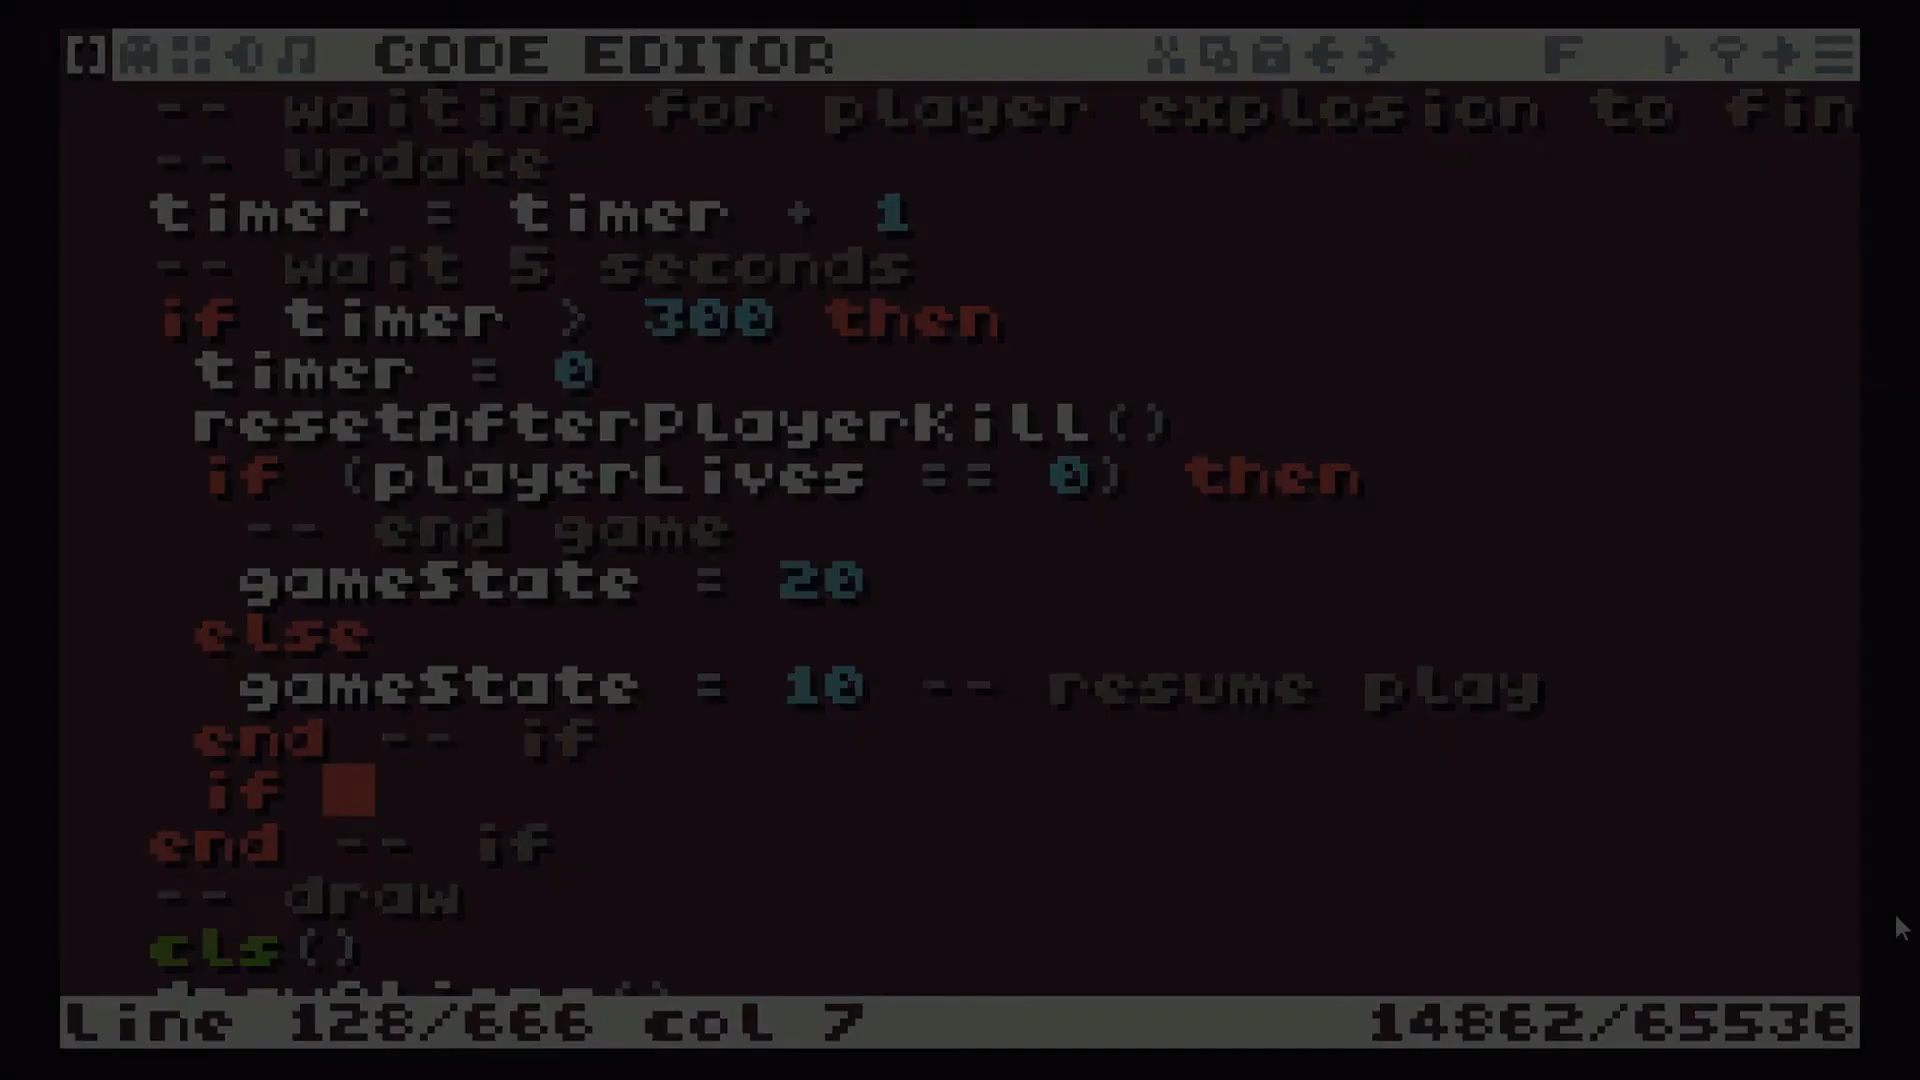 CODE EDITOR F
-- waiting for player explosion to fin
-- update
timer = timer + 1
-- wait 5 seconds
if timer > 300 then
timer = 0
resetAfterPlayerKill()
if (playerLives == 0) then
-- end game
gameState = 20
else
gameState = 10 -- resume play
end -- if
if
end -- if
-- draw
cls()
line 128/666 col 7 14862/65536